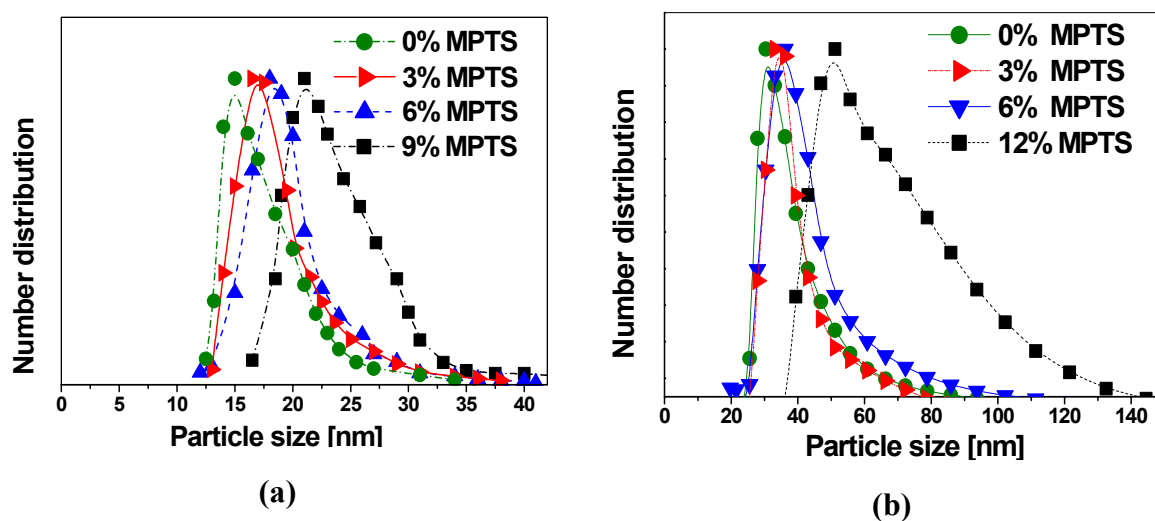 0% MPTS
3% MPTS
6% MPTS
9% MPTS
Number distribution
0 5 10 15 20 25 30 35 40
Particle size [nm]
(a)
0% MPTS
3% MPTS
6% MPTS
12% MPTS
Number distribution
20 40 60 80 100 120 140
Particle size [nm]
(b)